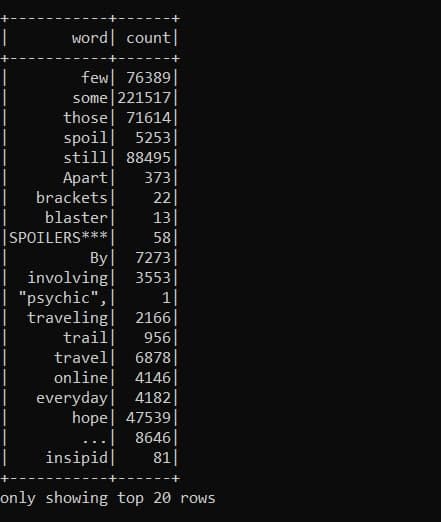 +-----------+------+
|       word| count|
+-----------+------+
|        few| 76389|
|       some|221517|
|      those| 71614|
|      spoil|  5253|
|      still| 88495|
|      Apart|   373|
|   brackets|    22|
|    blaster|    13|
|SPOILERS***|    58|
|         By|  7273|
|  involving|  3553|
| "psychic",|     1|
|  traveling|  2166|
|      trail|   956|
|     travel|  6878|
|     online|  4146|
|   everyday|  4182|
|       hope| 47539|
|        ...|  8646|
|    insipid|    81|
+-----------+------+
only showing top 20 rows